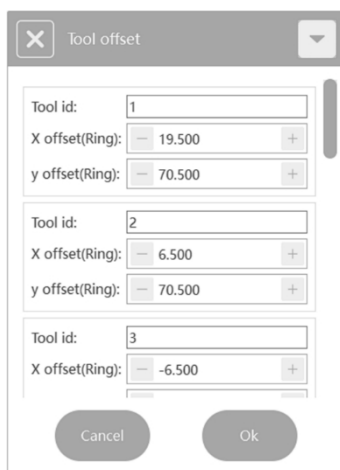 Tool offset
Tool id: 1
X offset(Ring): − 19.500 +
y offset(Ring): − 70.500 +
Tool id: 2
X offset(Ring): − 6.500 +
y offset(Ring): − 70.500 +
Tool id: 3
X offset(Ring): − -6.500 +
Cancel Ok